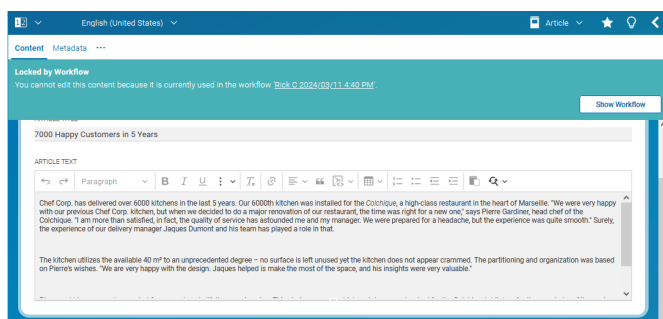 English (United States)
Article
Content Metadata ...
Locked by Workflow
You cannot edit this content because it is currently used in the workflow 'Rick C 2024/03/11 4:40 PM'.
Show Workflow
7000 Happy Customers in 5 Years
ARTICLE TEXT
Paragraph B I U T
Chef Corp. has delivered over 6000 kitchens in the last 5 years. Our 6000th kitchen was installed for the Colchique, a high-class restaurant in the heart of Marseille. "We were very happy
with our previous Chef Corp. kitchen, but when we decided to do a major renovation of our restaurant, the time was right for a new one," says Pierre Gardiner, head chef of the
Colchique. "I am more than satisfied, in fact, the quality of service has astounded me and my manager. We were prepared for a headache, but the experience was quite smooth." Surely,
the experience of our delivery manager Jaques Dumont and his team has played a role in that.
The kitchen utilizes the available 40 m² to an unprecedented degree – no surface is left unused yet the kitchen does not appear crammed. The partitioning and organization was based
on Pierre's wishes. "We are very happy with the design. Jaques helped is make the most of the space, and his insights were very valuable."